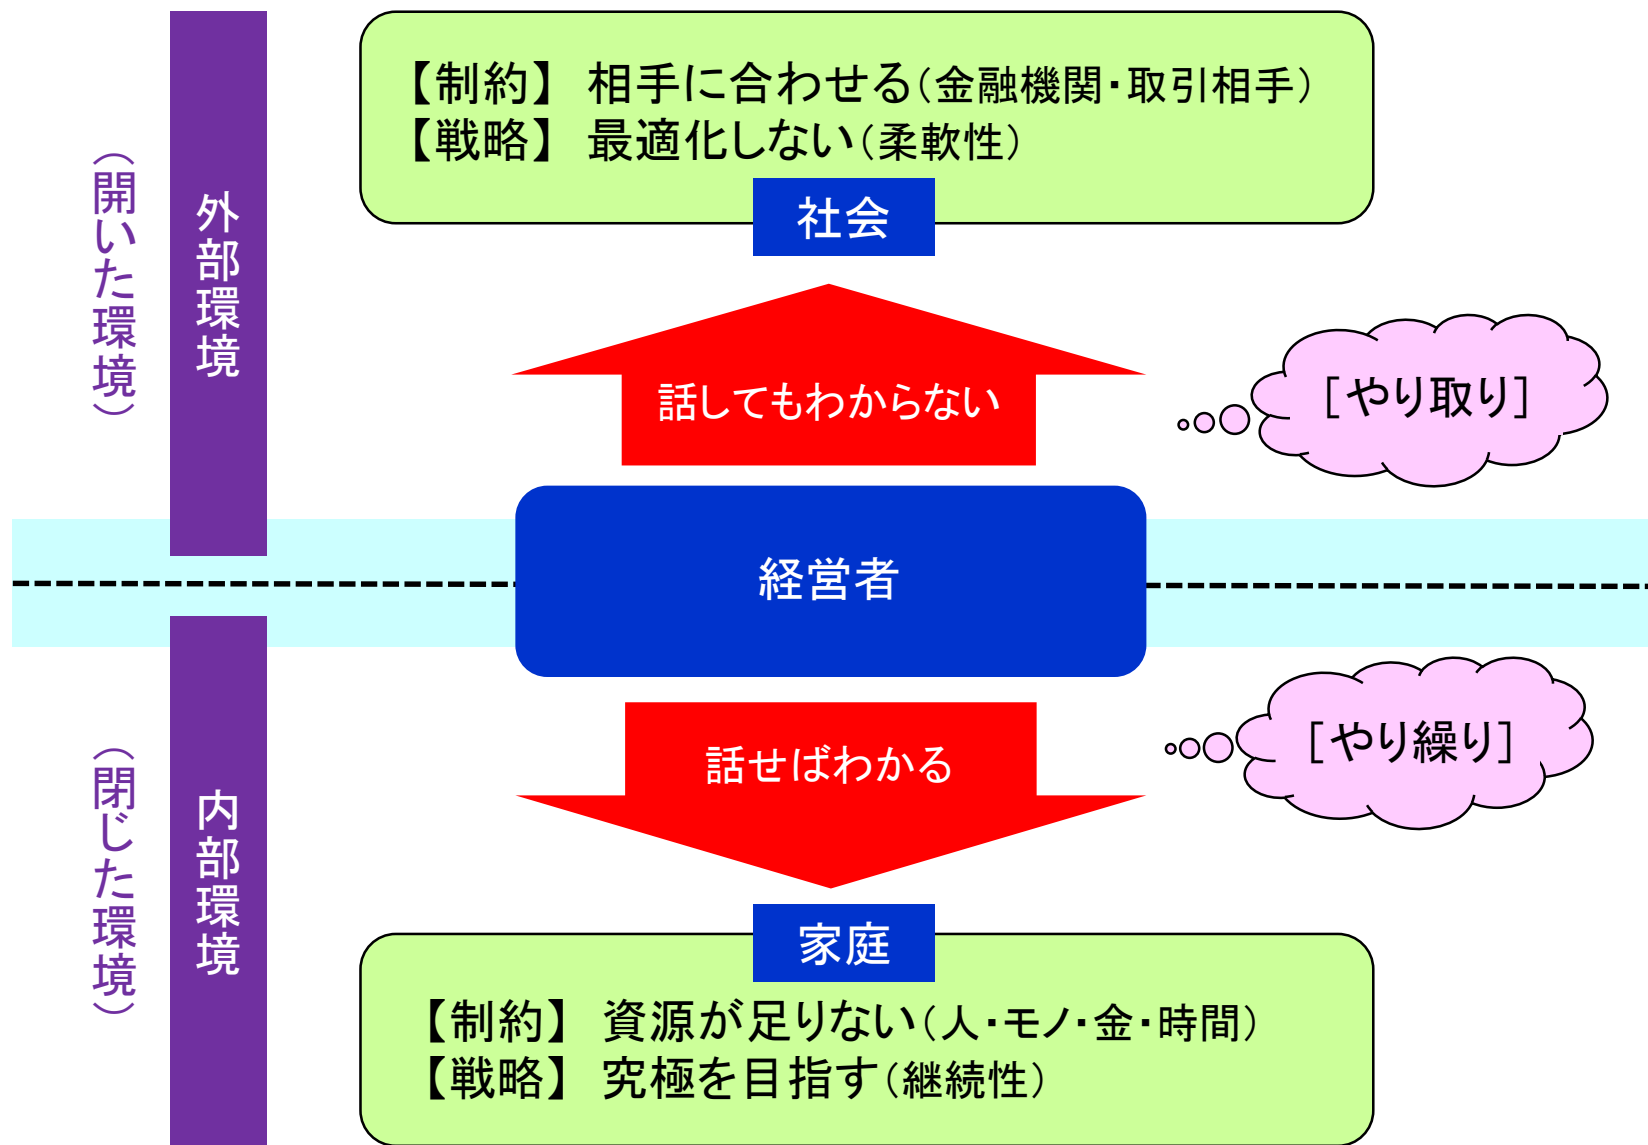 【制約】 相手に合わせる(金融機関・取引相手)
【戦略】 最適化しない(柔軟性)
社会
(開いた環境)
外部環境
話してもわからない
[やり取り]
経営者
話せばわかる
[やり繰り]
(閉じた環境)
内部環境
家庭
【制約】 資源が足りない(人・モノ・金・時間)
【戦略】 究極を目指す(継続性)